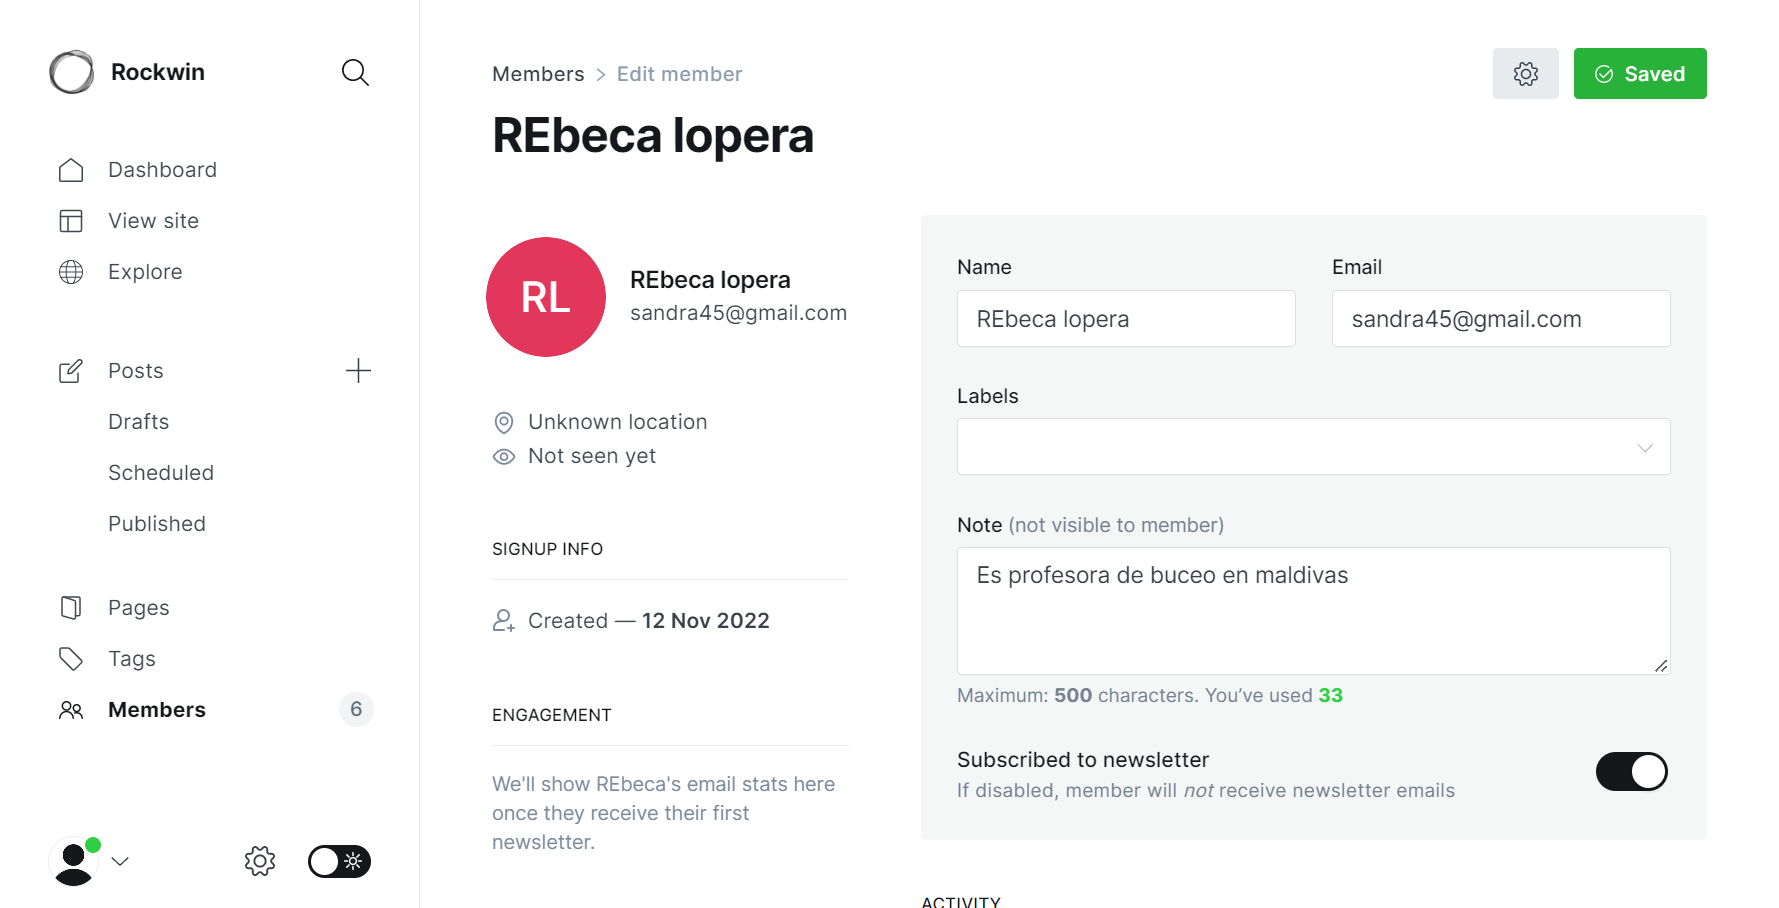 Rockwin
Dashboard
View site
Explore
Posts
Drafts
Scheduled
Published
Pages
Tags
Members
6
Members > Edit member
Saved
REbeca lopera
RL
REbeca lopera
sandra45@gmail.com
Unknown location
Not seen yet
SIGNUP INFO
Created — 12 Nov 2022
ENGAGEMENT
We'll show REbeca's email stats here
once they receive their first
newsletter.
Name
REbeca lopera
Email
sandra45@gmail.com
Labels
Note (not visible to member)
Es profesora de buceo en maldivas
Maximum: 500 characters. You’ve used 33
Subscribed to newsletter
If disabled, member will not receive newsletter emails
ACTIVITY